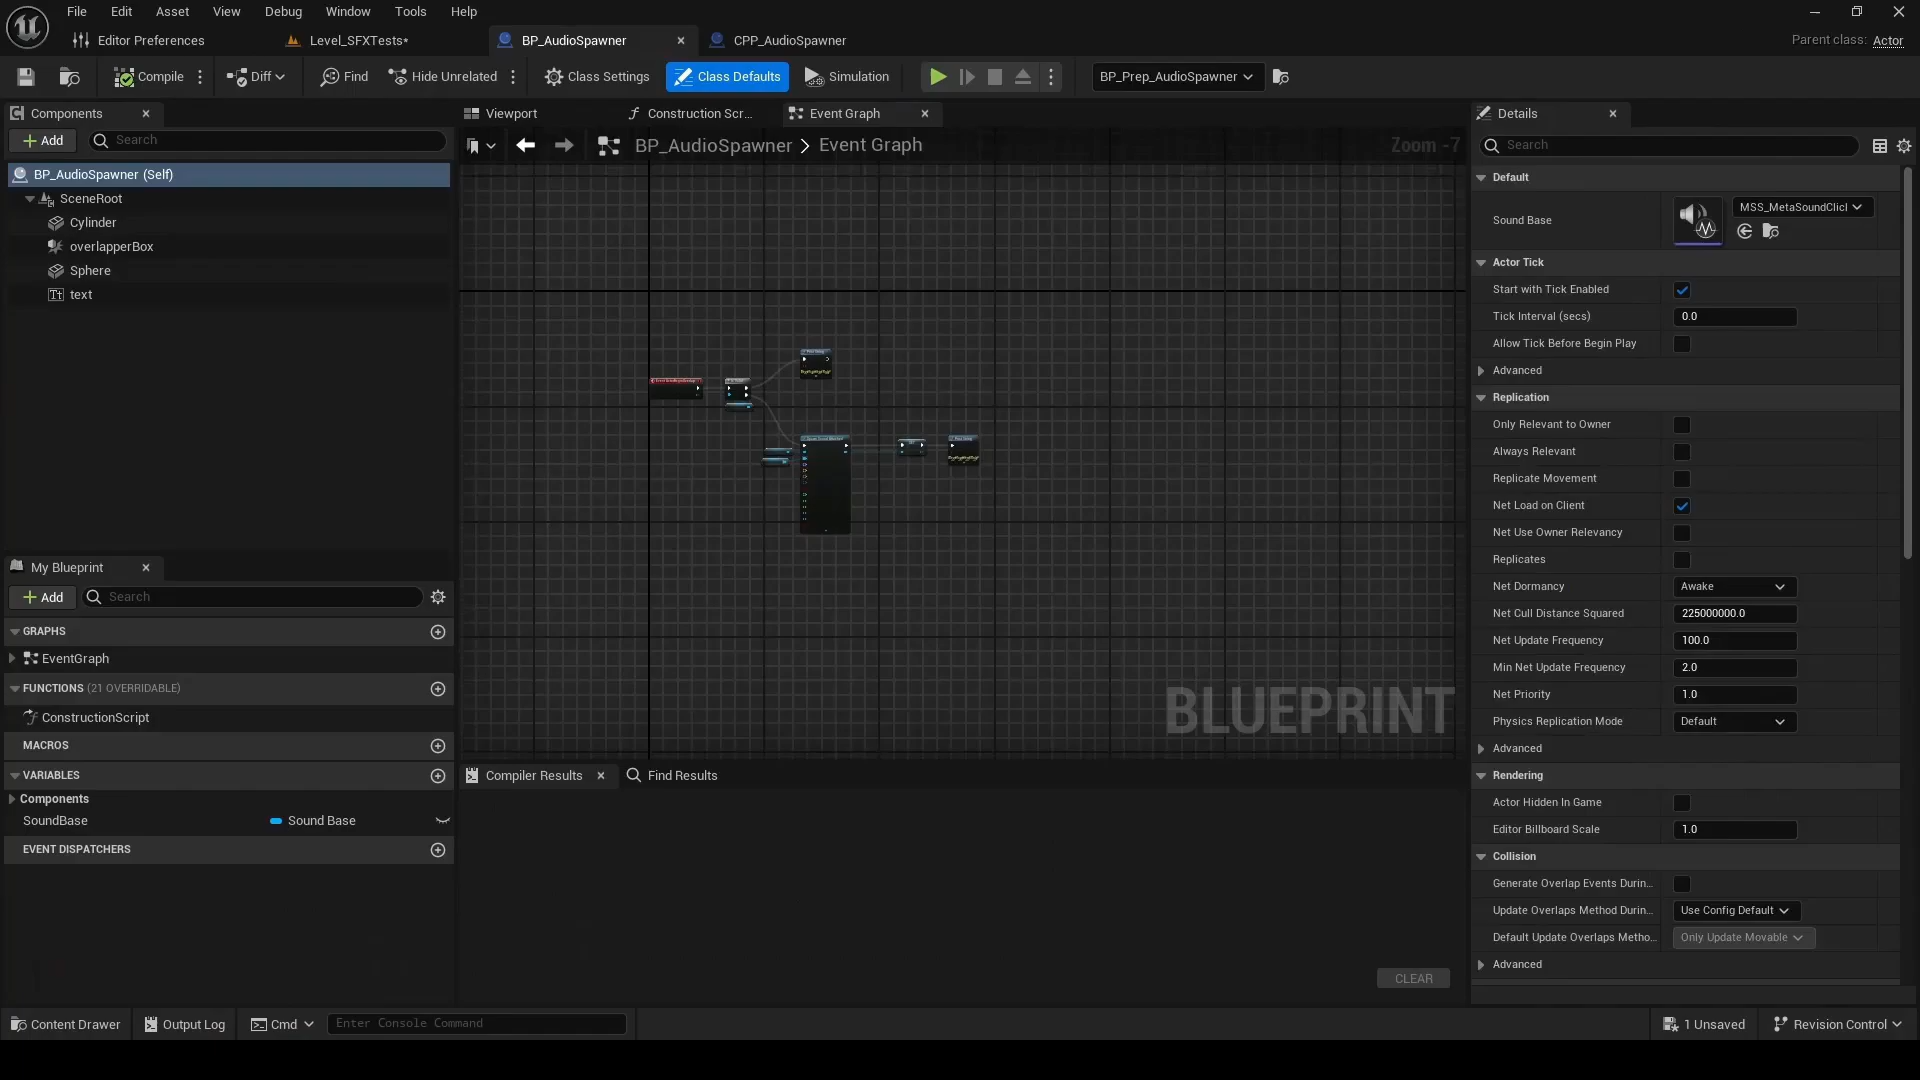 File Edit Asset View Debug Window Tools Help
Editor Preferences Level_SFXTests* BP_AudioSpawner CPP_AudioSpawner Parent class: Actor
Compile Diff Find Hide Unrelated Class Settings Class Defaults Simulation BP_Prep_AudioSpawner
Components Viewport Construction Scr... Event Graph Details
Add Search
BP_AudioSpawner > Event Graph Zoom -7
Search
BP_AudioSpawner (Self)
SceneRoot
Cylinder
overlapperBox
Sphere
text
My Blueprint
Add Search
GRAPHS
EventGraph
FUNCTIONS (21 OVERRIDABLE)
ConstructionScript
MACROS
VARIABLES
Components
SoundBase Sound Base
EVENT DISPATCHERS
BLUEPRINT
Compiler Results Find Results
CLEAR
Default
Sound Base MSS_MetaSoundClicl
Actor Tick
Start with Tick Enabled
Tick Interval (secs) 0.0
Allow Tick Before Begin Play
Advanced
Replication
Only Relevant to Owner
Always Relevant
Replicate Movement
Net Load on Client
Net Use Owner Relevancy
Replicates
Net Dormancy Awake
Net Cull Distance Squared 225000000.0
Net Update Frequency 100.0
Min Net Update Frequency 2.0
Net Priority 1.0
Physics Replication Mode Default
Advanced
Rendering
Actor Hidden In Game
Editor Billboard Scale 1.0
Collision
Generate Overlap Events Durin...
Update Overlaps Method Durin... Use Config Default
Default Update Overlaps Metho... Only Update Movable
Advanced
Content Drawer Output Log Cmd Enter Console Command 1 Unsaved Revision Control